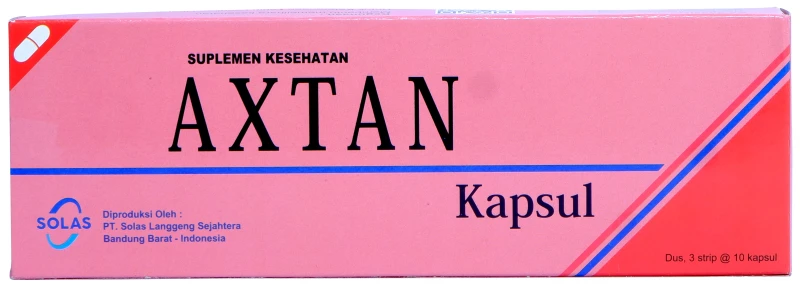 SUPLEMEN KESEHATAN
AXTAN
Kapsul
SOLAS
Diproduksi Oleh :
PT. Solas Langgeng Sejahtera
Bandung Barat - Indonesia
Dus, 3 strip @ 10 kapsul